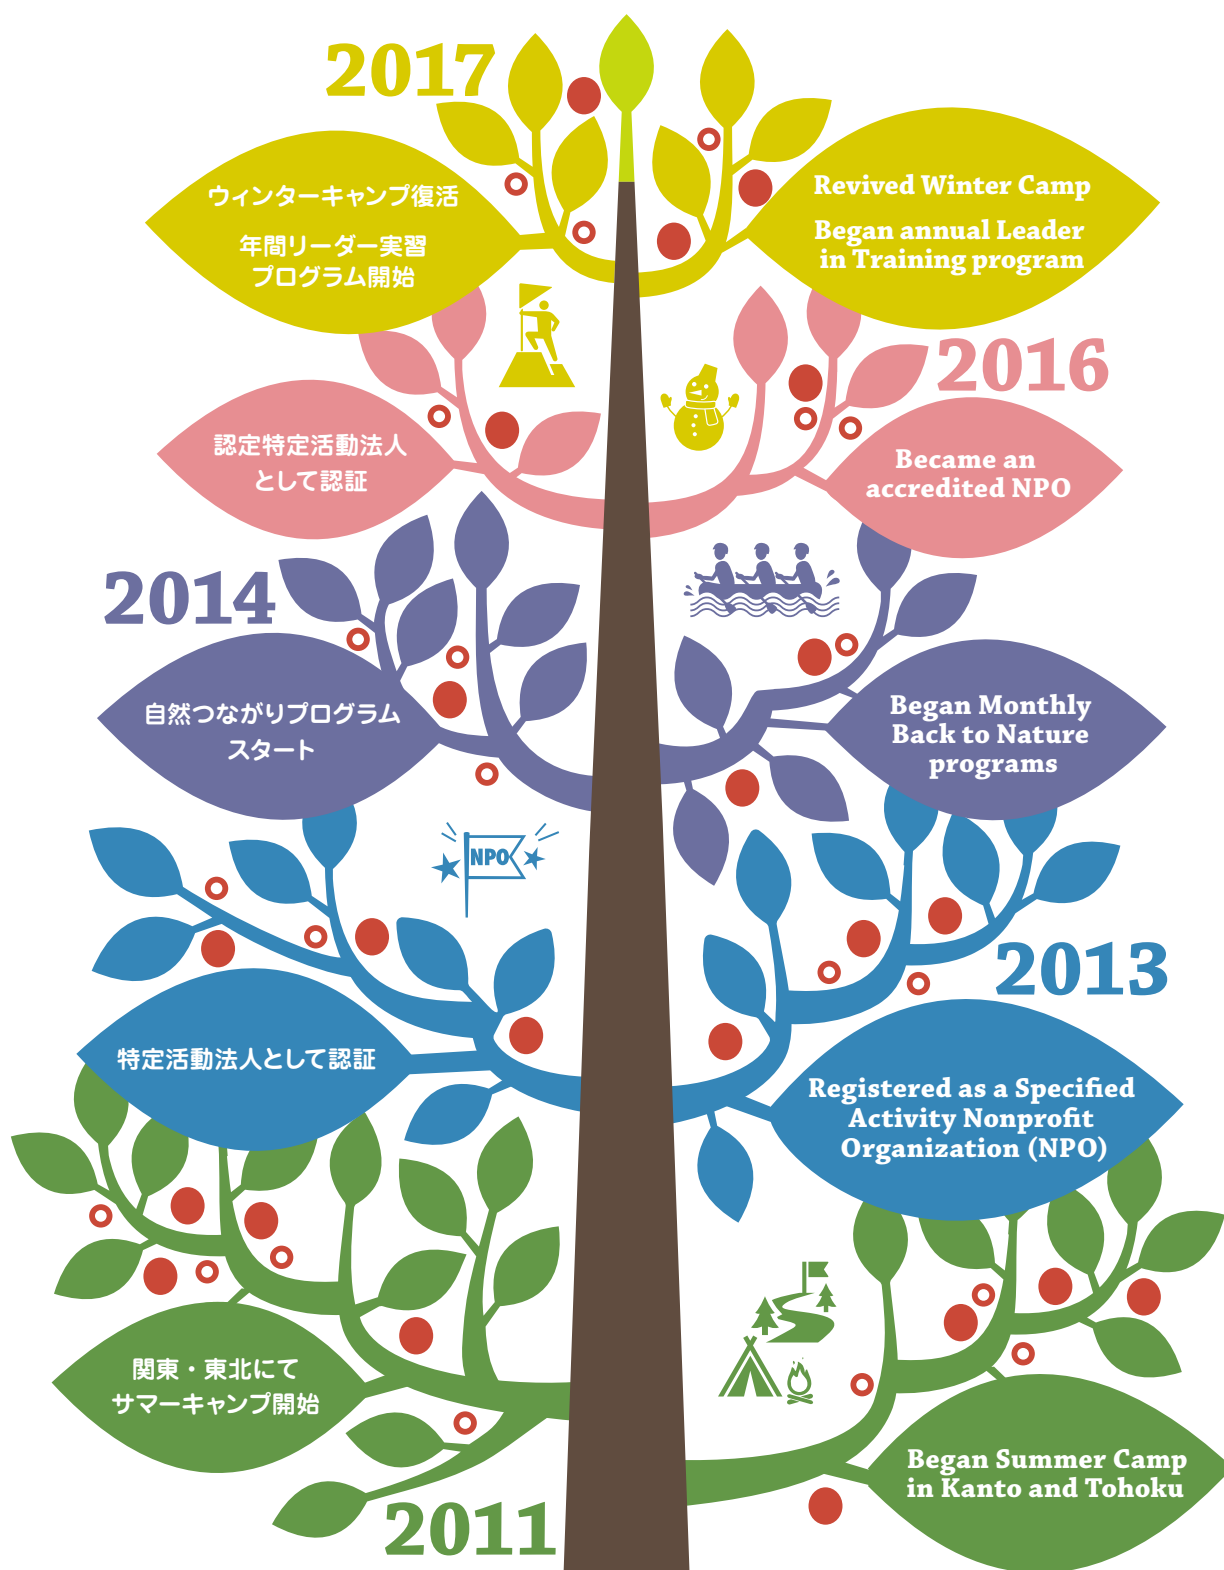 2017
ウィンターキャンプ復活
年間リーダー実習
プログラム開始
Revived Winter Camp
Began annual Leader
in Training program
2016
認定特定活動法人
として認証
Became an
accredited NPO
2014
自然つながりプログラム
スタート
Began Monthly
Back to Nature
programs
NPO
2013
特定活動法人として認証
Registered as a Specified
Activity Nonprofit
Organization (NPO)
関東・東北にて
サマーキャンプ開始
Began Summer Camp
in Kanto and Tohoku
2011